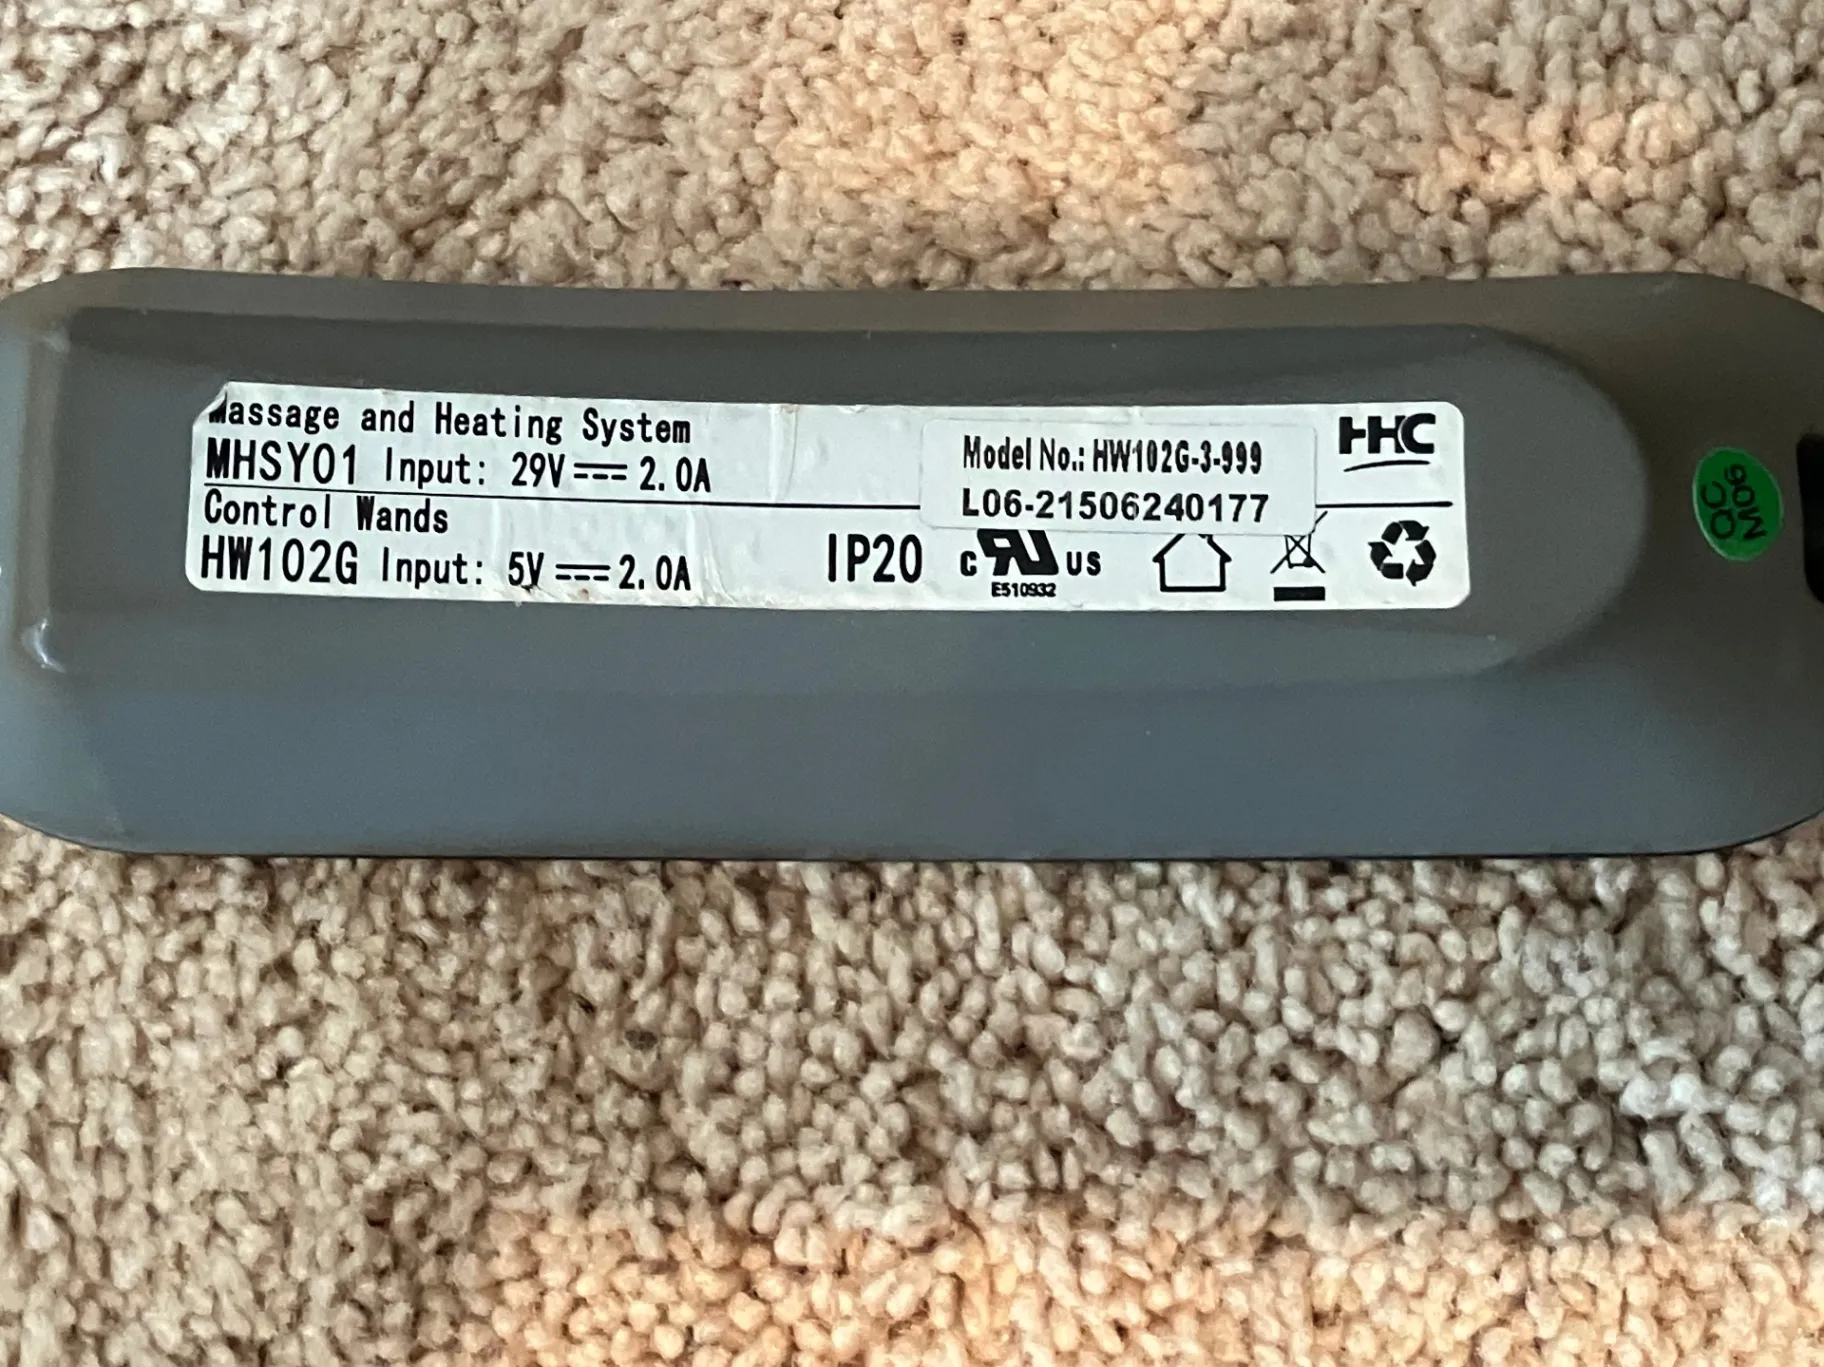 Massage and Heating System
MHSY01 Input: 29V⎓2.0A
Control Wands
HW102G Input: 5V⎓2.0A
IP20
Model No.: HW102G-3-999
L06-21506240177
HHC
c RU US
E510932
QC
M06